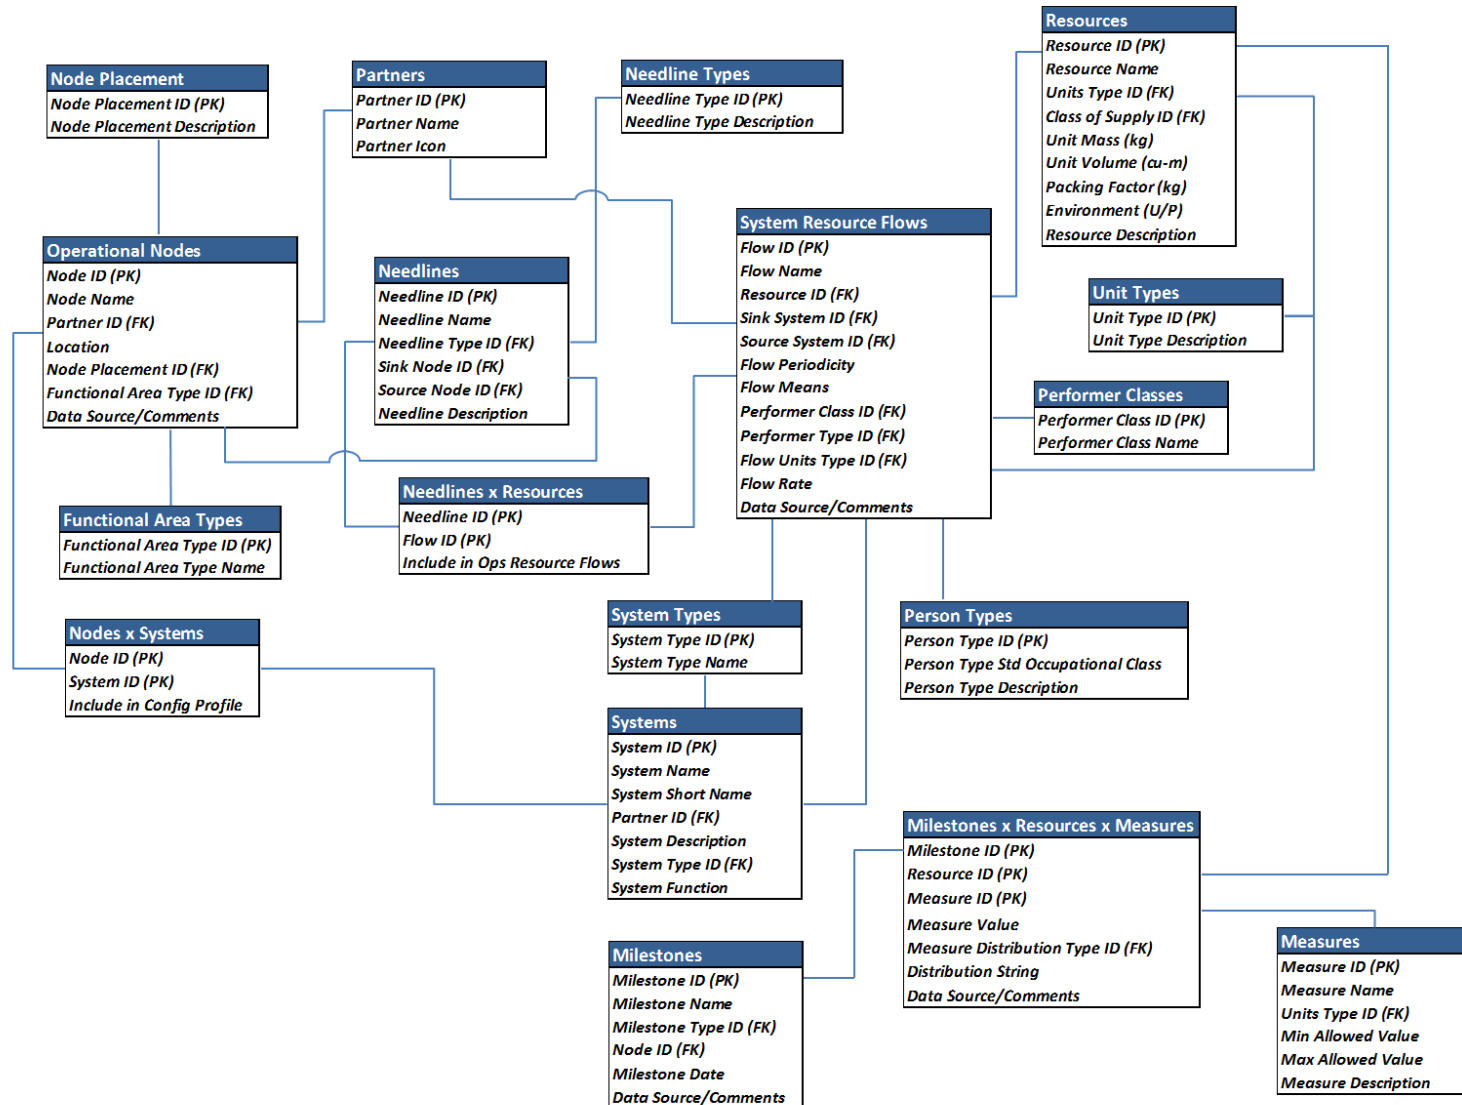 Resources
Resource ID (PK)
Resource Name
Units Type ID (FK)
Class of Supply ID (FK)
Unit Mass (kg)
Unit Volume (cu-m)
Packing Factor (kg)
Environment (U/P)
Resource Description
Node Placement
Node Placement ID (PK)
Node Placement Description
Partners
Partner ID (PK)
Partner Name
Partner Icon
Needline Types
Needline Type ID (PK)
Needline Type Description
System Resource Flows
Flow ID (PK)
Flow Name
Resource ID (FK)
Sink System ID (FK)
Source System ID (FK)
Flow Periodicity
Flow Means
Performer Class ID (FK)
Performer Type ID (FK)
Flow Units Type ID (FK)
Flow Rate
Data Source/Comments
Operational Nodes
Node ID (PK)
Node Name
Partner ID (FK)
Location
Node Placement ID (FK)
Functional Area Type ID (FK)
Data Source/Comments
Needlines
Needline ID (PK)
Needline Name
Needline Type ID (FK)
Sink Node ID (FK)
Source Node ID (FK)
Needline Description
Unit Types
Unit Type ID (PK)
Unit Type Description
Performer Classes
Performer Class ID (PK)
Performer Class Name
Needlines x Resources
Needline ID (PK)
Flow ID (PK)
Include in Ops Resource Flows
Functional Area Types
Functional Area Type ID (PK)
Functional Area Type Name
System Types
System Type ID (PK)
System Type Name
Person Types
Person Type ID (PK)
Person Type Std Occupational Class
Person Type Description
Nodes x Systems
Node ID (PK)
System ID (PK)
Include in Config Profile
Systems
System ID (PK)
System Name
System Short Name
Partner ID (FK)
System Description
System Type ID (FK)
System Function
Milestones x Resources x Measures
Milestone ID (PK)
Resource ID (PK)
Measure ID (PK)
Measure Value
Measure Distribution Type ID (FK)
Distribution String
Data Source/Comments
Milestones
Milestone ID (PK)
Milestone Name
Milestone Type ID (FK)
Node ID (FK)
Milestone Date
Data Source/Comments
Measures
Measure ID (PK)
Measure Name
Units Type ID (FK)
Min Allowed Value
Max Allowed Value
Measure Description